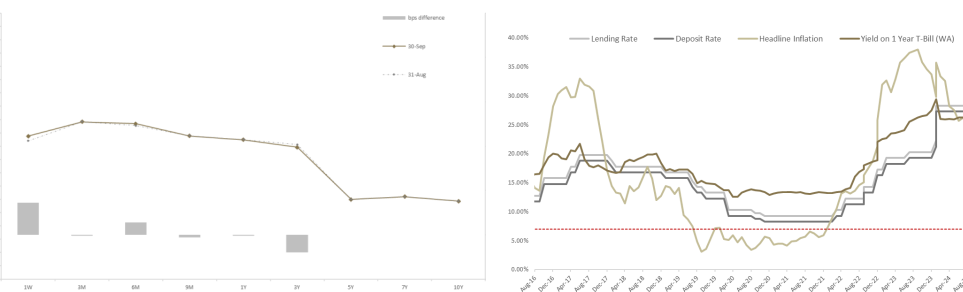 bps difference
30-Sep
31-Aug
1W 3M 6M 9M 1Y 3Y 5Y 7Y 10Y
Lending Rate Deposit Rate Headline Inflation Yield on 1 Year T-Bill (WA)
40.00%
35.00%
30.00%
25.00%
20.00%
15.00%
10.00%
5.00%
0.00%
Aug-16 Dec-16 Apr-17 Aug-17 Dec-17 Apr-18 Aug-18 Dec-18 Apr-19 Aug-19 Dec-19 Apr-20 Aug-20 Dec-20 Apr-21 Aug-21 Dec-21 Apr-22 Aug-22 Dec-22 Apr-23 Aug-23 Dec-23 Apr-24